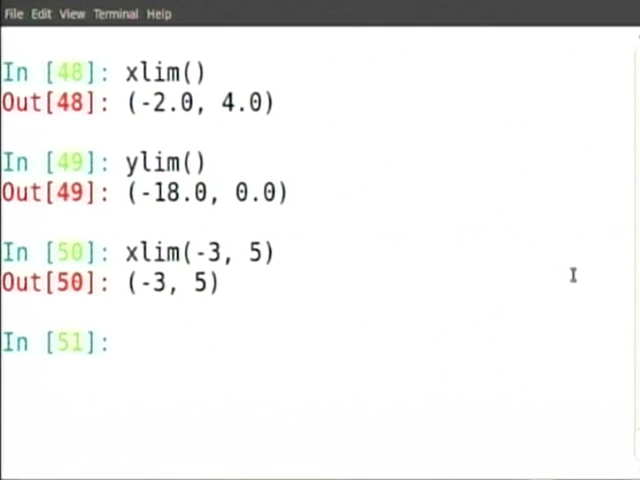 File Edit View Terminal Help
In [48]: xlim()
Out[48]: (-2.0, 4.0)
In [49]: ylim()
Out[49]: (-18.0, 0.0)
In [50]: xlim(-3, 5)
Out[50]: (-3, 5)
In [51]: